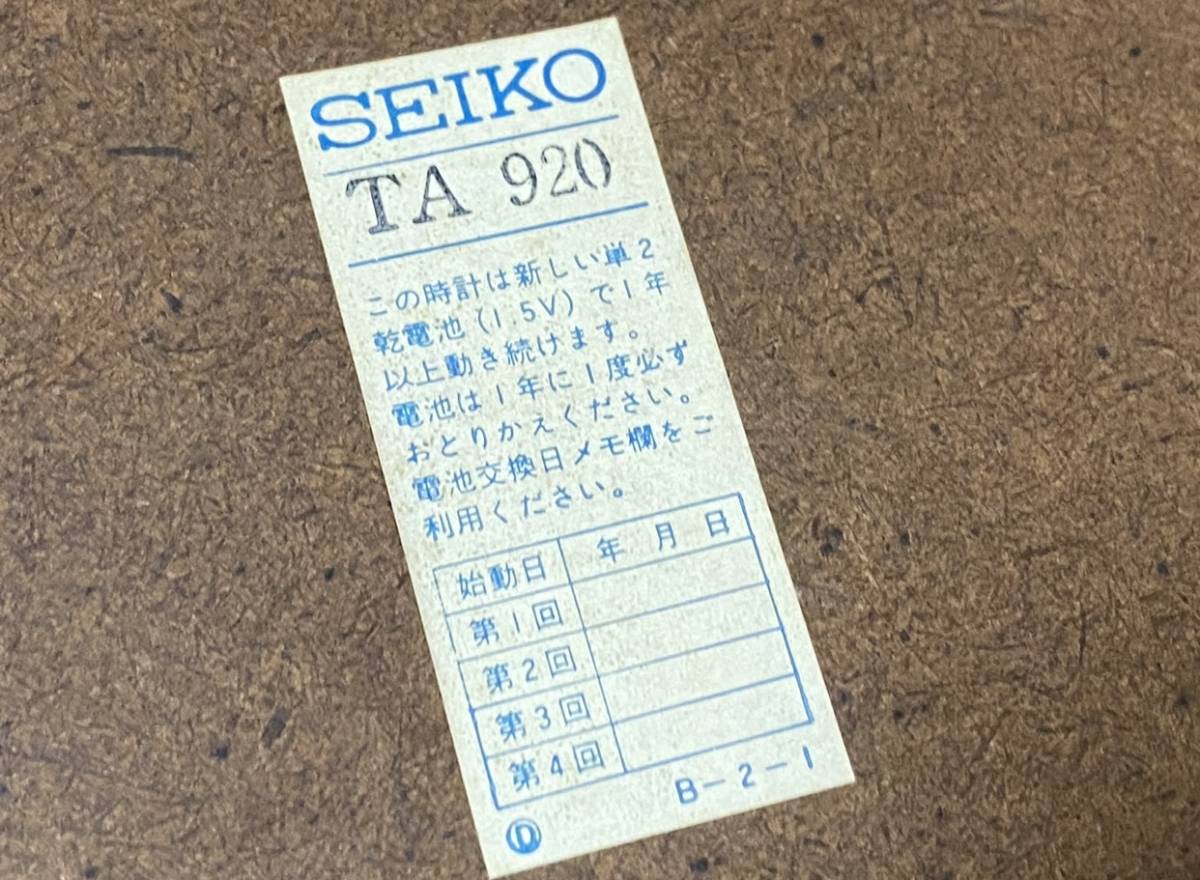 SEIKO
TA 920
この時計は新しい単2
乾電池(1.5V)で1年
以上動き続けます。
電池は1年に1度必ず
おとりかえください。
電池交換日メモ欄をご
利用ください。
始動日 年 月 日
第1回
第2回
第3回
第4回
B-2-1
Ⓓ